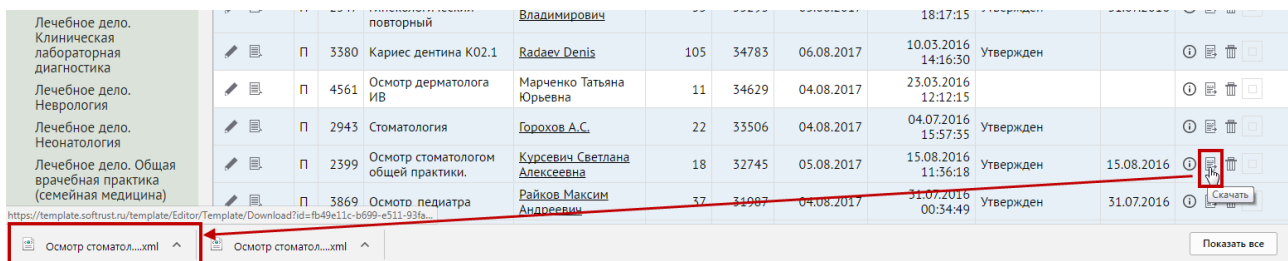 Лечебное дело.
Клиническая
лабораторная
диагностика
Лечебное дело.
Неврология
Лечебное дело.
Неонатология
Лечебное дело. Общая
врачебная практика
(семейная медицина)
повторный Владимирович 18:17:15
П 3380 Кариес дентина K02.1 Radaev Denis 105 34783 06.08.2017 10.03.2016 Утвержден
14:16:30
П 4561 Осмотр дерматолога Марченко Татьяна 11 34629 04.08.2017 23.03.2016 Утвержден
ИВ Юрьевна 12:12:15
П 2943 Стоматология Горохов А.С. 22 33506 04.08.2017 04.07.2016 Утвержден
15:57:35
П 2399 Осмотр стоматологом Курсевич Светлана 18 32745 05.08.2017 15.08.2016 Утвержден 15.08.2016
общей практики. Алексеевна 11:36:18
П 3869 Осмотр педиатра Райков Максим 37 31987 04.08.2017 31.07.2016 Утвержден 31.07.2016
Андреевич 00:34:49
Скачать
https://template.softrust.ru/template/Editor/Template/Download?id=fb49e11c-b699-e511-93fa...
Осмотр стоматол....xml Осмотр стоматол....xml Показать все